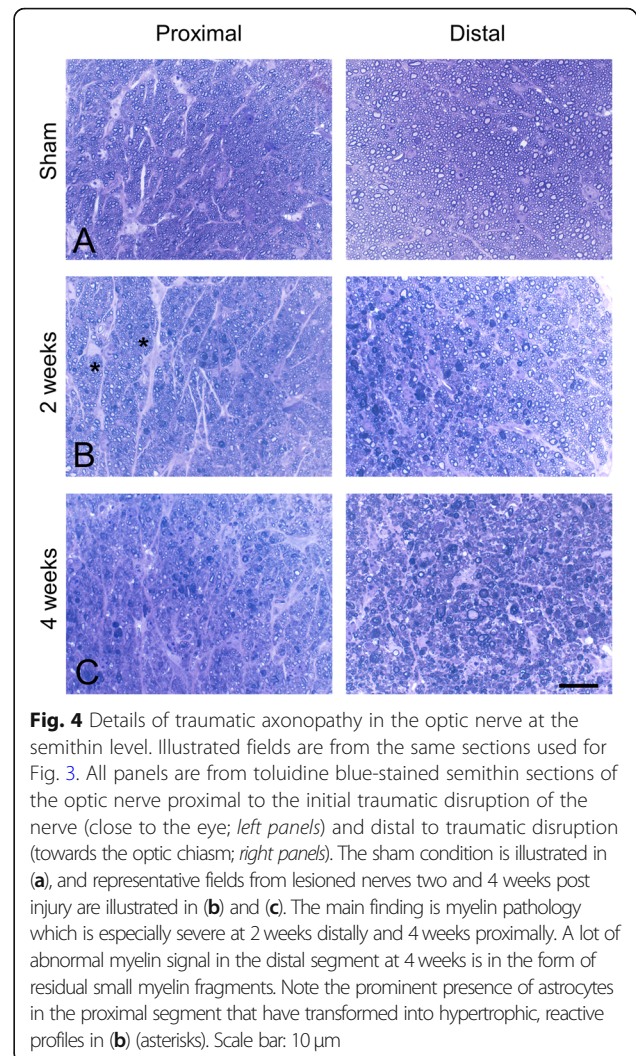 Proximal Distal
Sham
A
2 weeks
* *
B
4 weeks
C
Fig. 4 Details of traumatic axonopathy in the optic nerve at the
semithin level. Illustrated fields are from the same sections used for
Fig. 3. All panels are from toluidine blue-stained semithin sections of
the optic nerve proximal to the initial traumatic disruption of the
nerve (close to the eye; left panels) and distal to traumatic disruption
(towards the optic chiasm; right panels). The sham condition is illustrated in
(a), and representative fields from lesioned nerves two and 4 weeks post
injury are illustrated in (b) and (c). The main finding is myelin pathology
which is especially severe at 2 weeks distally and 4 weeks proximally. A lot of
abnormal myelin signal in the distal segment at 4 weeks is in the form of
residual small myelin fragments. Note the prominent presence of astrocytes
in the proximal segment that have transformed into hypertrophic, reactive
profiles in (b) (asterisks). Scale bar: 10 μm